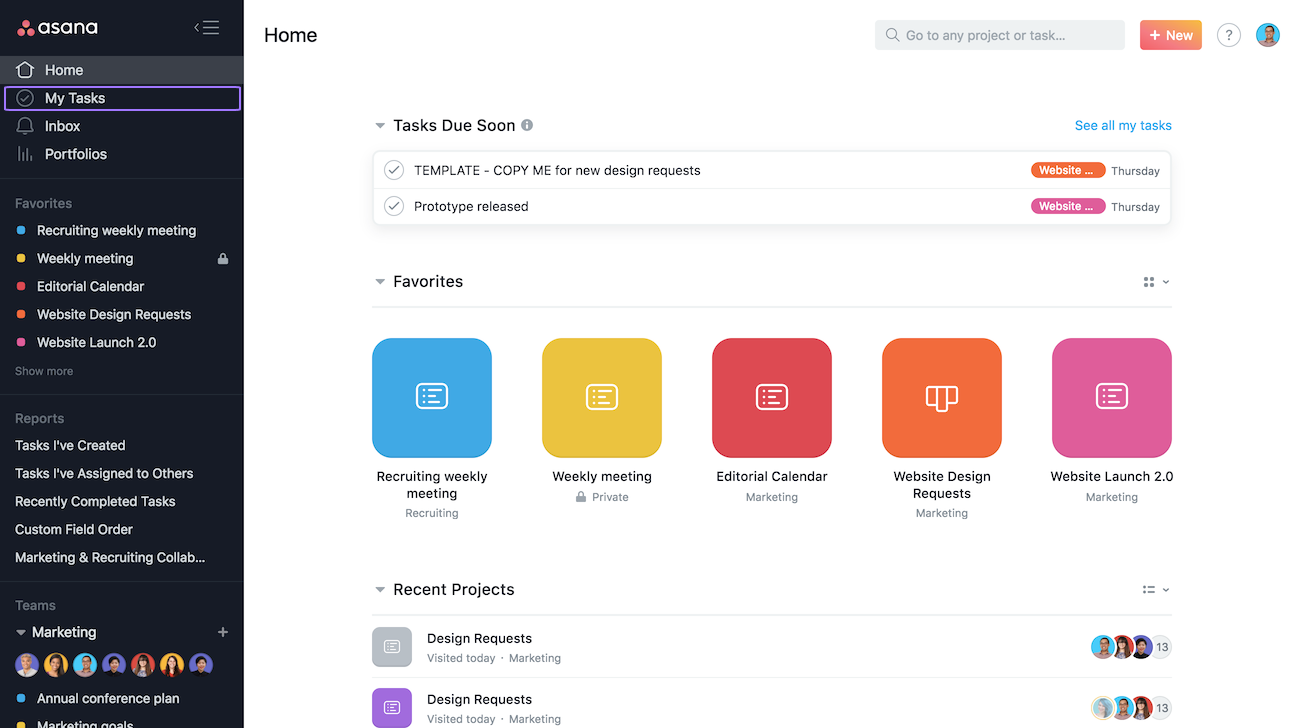 asana
Home
My Tasks
Inbox
Portfolios
Favorites
Recruiting weekly meeting
Weekly meeting
Editorial Calendar
Website Design Requests
Website Launch 2.0
Show more
Reports
Tasks I've Created
Tasks I've Assigned to Others
Recently Completed Tasks
Custom Field Order
Marketing & Recruiting Collab...
Teams
Marketing +
Annual conference plan
Marketing goals
Home
Go to any project or task...
+ New
?
Tasks Due Soon
See all my tasks
TEMPLATE - COPY ME for new design requests Website ... Thursday
Prototype released Website ... Thursday
Favorites
Recruiting weekly
meeting
Recruiting
Weekly meeting
Private
Editorial Calendar
Marketing
Website Design
Requests
Marketing
Website Launch 2.0
Marketing
Recent Projects
Design Requests
Visited today · Marketing
13
Design Requests
Visited today · Marketing
13